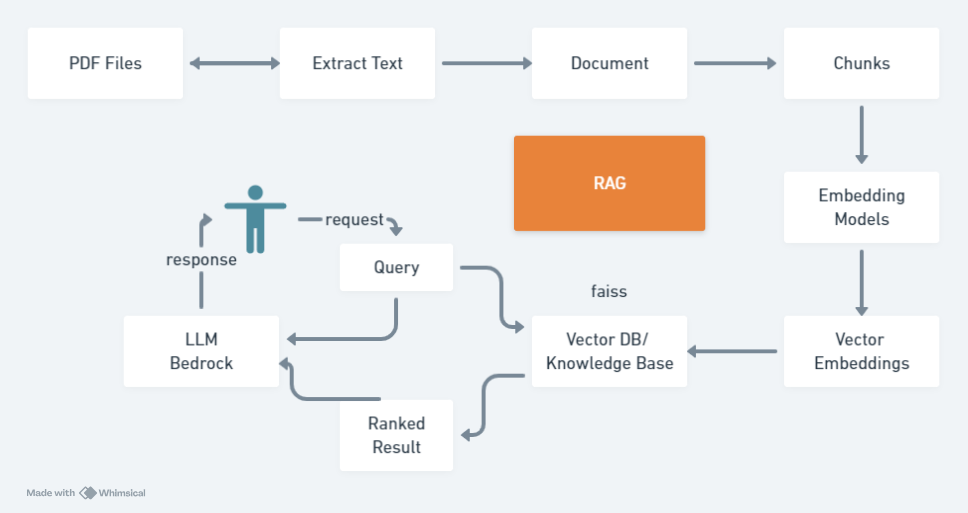 PDF Files
Extract Text
Document
Chunks
RAG
Embedding
Models
request
response
Query
faiss
LLM
Bedrock
Vector DB/
Knowledge Base
Vector
Embeddings
Ranked
Result
Made with Whimsical